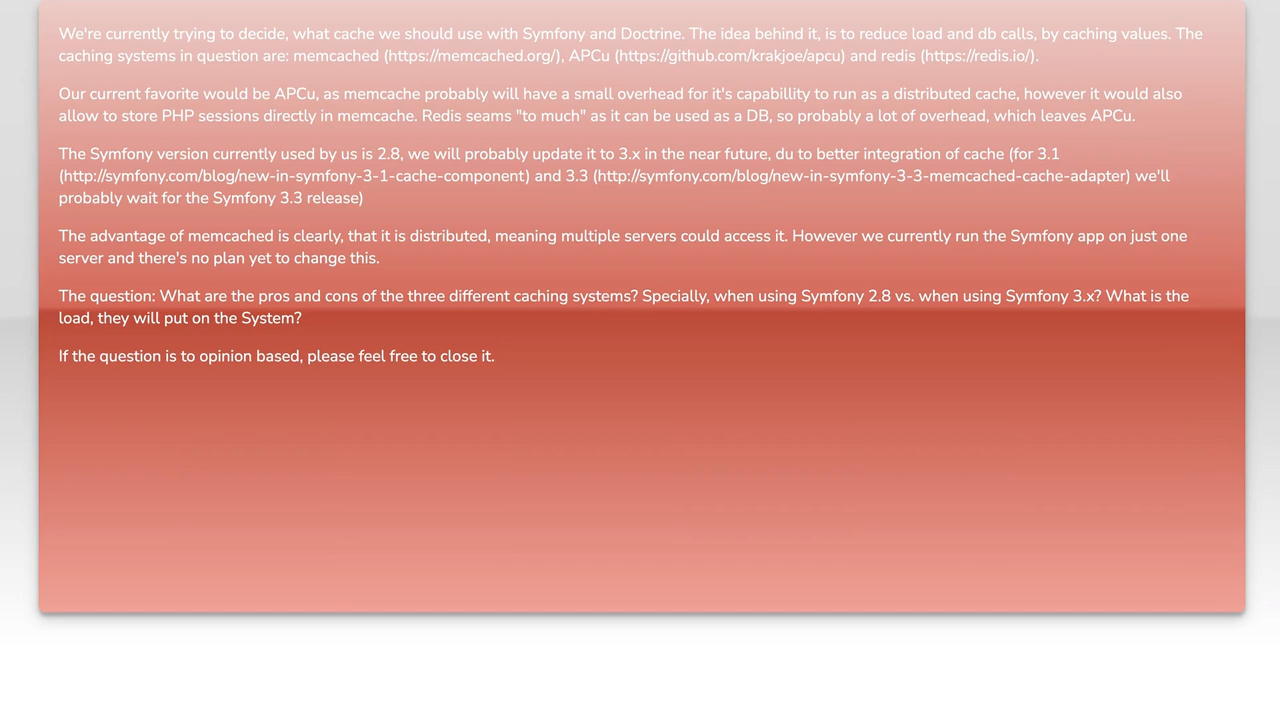 We're currently trying to decide, what cache we should use with Symfony and Doctrine. The idea behind it, is to reduce load and db calls, by caching values. The
caching systems in question are: memcached (https://memcached.org/), APCu (https://github.com/krakjoe/apcu) and redis (https://redis.io/).
Our current favorite would be APCu, as memcache probably will have a small overhead for it's capabillity to run as a distributed cache, however it would also
allow to store PHP sessions directly in memcache. Redis seams "to much" as it can be used as a DB, so probably a lot of overhead, which leaves APCu.
The Symfony version currently used by us is 2.8, we will probably update it to 3.x in the near future, du to better integration of cache (for 3.1
(http://symfony.com/blog/new-in-symfony-3-1-cache-component) and 3.3 (http://symfony.com/blog/new-in-symfony-3-3-memcached-cache-adapter) we'll
probably wait for the Symfony 3.3 release)
The advantage of memcached is clearly, that it is distributed, meaning multiple servers could access it. However we currently run the Symfony app on just one
server and there's no plan yet to change this.
The question: What are the pros and cons of the three different caching systems? Specially, when using Symfony 2.8 vs. when using Symfony 3.x? What is the
load, they will put on the System?
If the question is to opinion based, please feel free to close it.